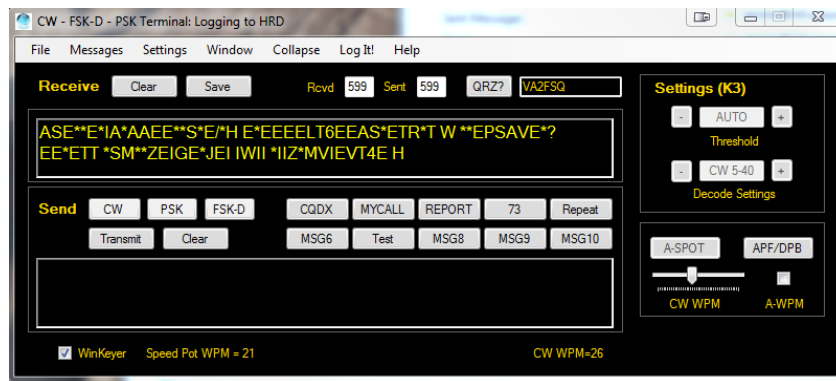 CW - FSK-D - PSK Terminal: Logging to HRD
File Messages Settings Window Collapse Log It! Help
Receive Clear Save Rcvd 599 Sent 599 QRZ? VA2FSQ
ASE**E*IA*AAEE**S*E/*H E*EEEELT6EEAS*ETR*T W **EPSAVE*?
EE*ETT *SM**ZEIGE*JEI IWII *IIZ*MVIEVT4E H
Settings (K3)
- AUTO +
Threshold
- CW 5-40 +
Decode Settings
Send CW PSK FSK-D CQDX MYCALL REPORT 73 Repeat
Transmit Clear MSG6 Test MSG8 MSG9 MSG10
A-SPOT APF/DPB
CW WPM A-WPM
WinKeyer Speed Pot WPM = 21 CW WPM=26